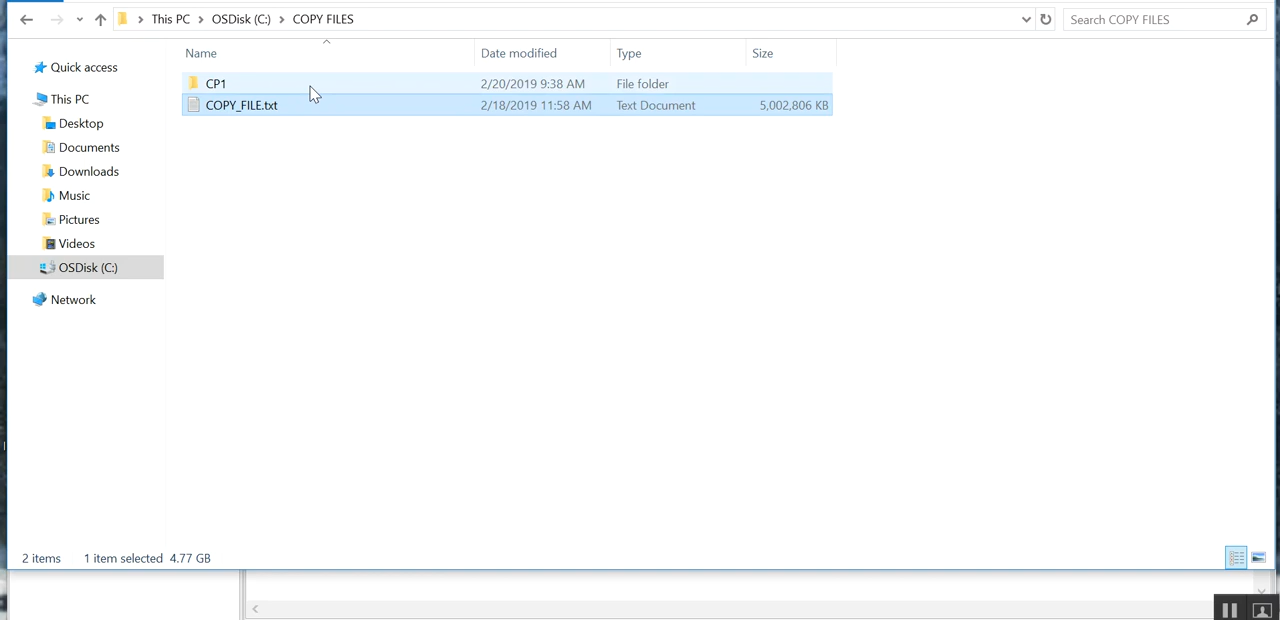 This PC > OSDisk (C:) > COPY FILES
Search COPY FILES
Name Date modified Type Size
Quick access
This PC
Desktop
Documents
Downloads
Music
Pictures
Videos
OSDisk (C:)
Network
CP1 2/20/2019 9:38 AM File folder
COPY_FILE.txt 2/18/2019 11:58 AM Text Document 5,002,806 KB
2 items 1 item selected 4.77 GB